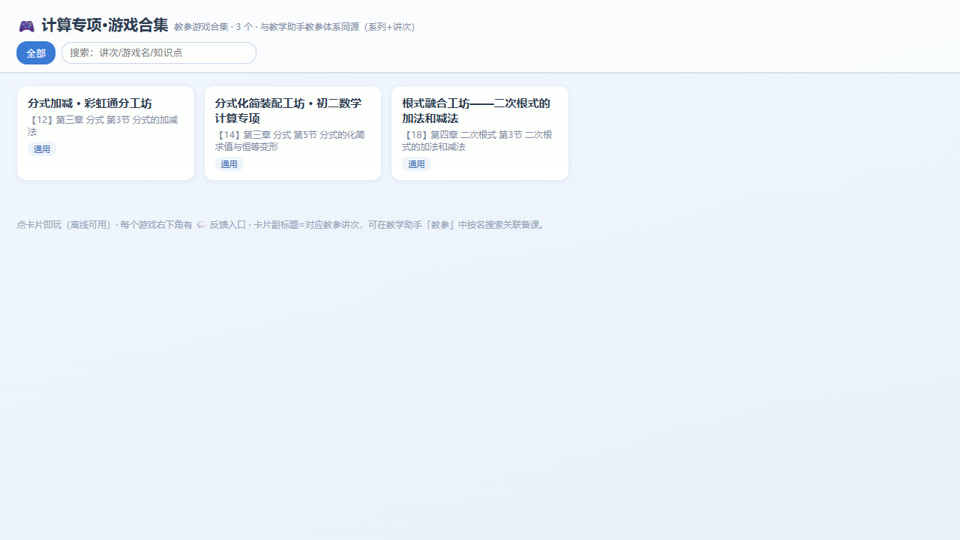 计算专项·游戏合集 教参游戏合集 · 3 个 · 与教学助手教参体系同源（系列+讲次）
全部 搜索：讲次/游戏名/知识点
分式加减·彩虹通分工坊
【12】第三章 分式 第3节 分式的加减
法
通用
分式化简装配工坊·初二数学
计算专项
【14】第三章 分式 第5节 分式的化简
求值与恒等变形
通用
根式融合工坊——二次根式的
加法和减法
【18】第四章 二次根式 第3节 二次根
式的加法和减法
通用
点卡片即玩（离线可用）· 每个游戏右下角有 💬 反馈入口 · 卡片副标题=对应教参讲次，可在教学助手「教参」中按名搜索关联备课。